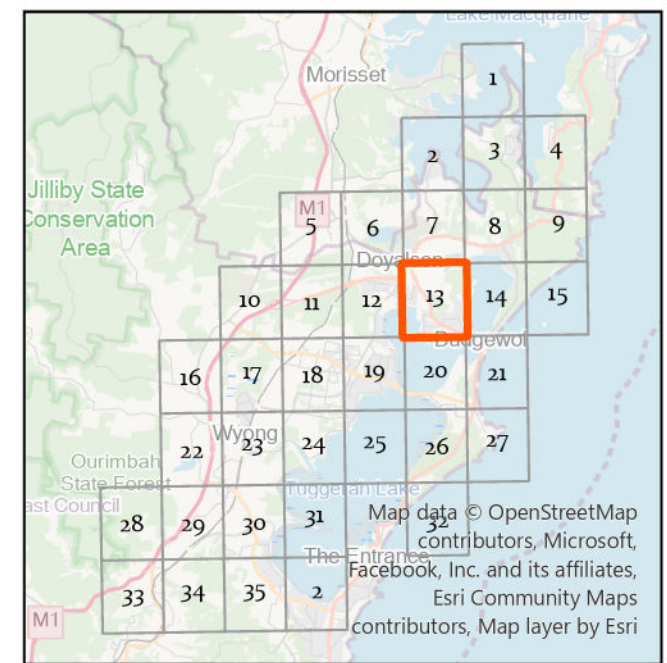 Lake Macquarie
Morisset
1
2 3 4
Jilliby State
Conservation
Area
M1
5 6 7 8 9
Doyalson
10 11 12 13 14 15
Budgewoi
16 17 18 19 20 21
Wyong
22 23 24 25 26 27
Ourimbah
State Forest
ast Council
Tuggerah Lake
28 29 30 31 32
Map data © OpenStreetMap
contributors, Microsoft,
The Entrance
Facebook, Inc. and its affiliates,
33 34 35 2
Esri Community Maps
M1
contributors, Map layer by Esri